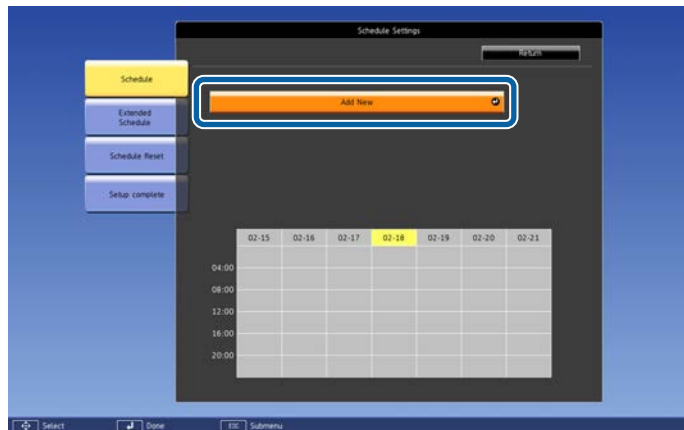 Schedule Settings
Return
Schedule
Add New
Extended
Schedule
Schedule Reset
Setup complete
02-15 02-16 02-17 02-18 02-19 02-20 02-21
04:00
08:00
12:00
16:00
20:00
Select Done ESC Submenu